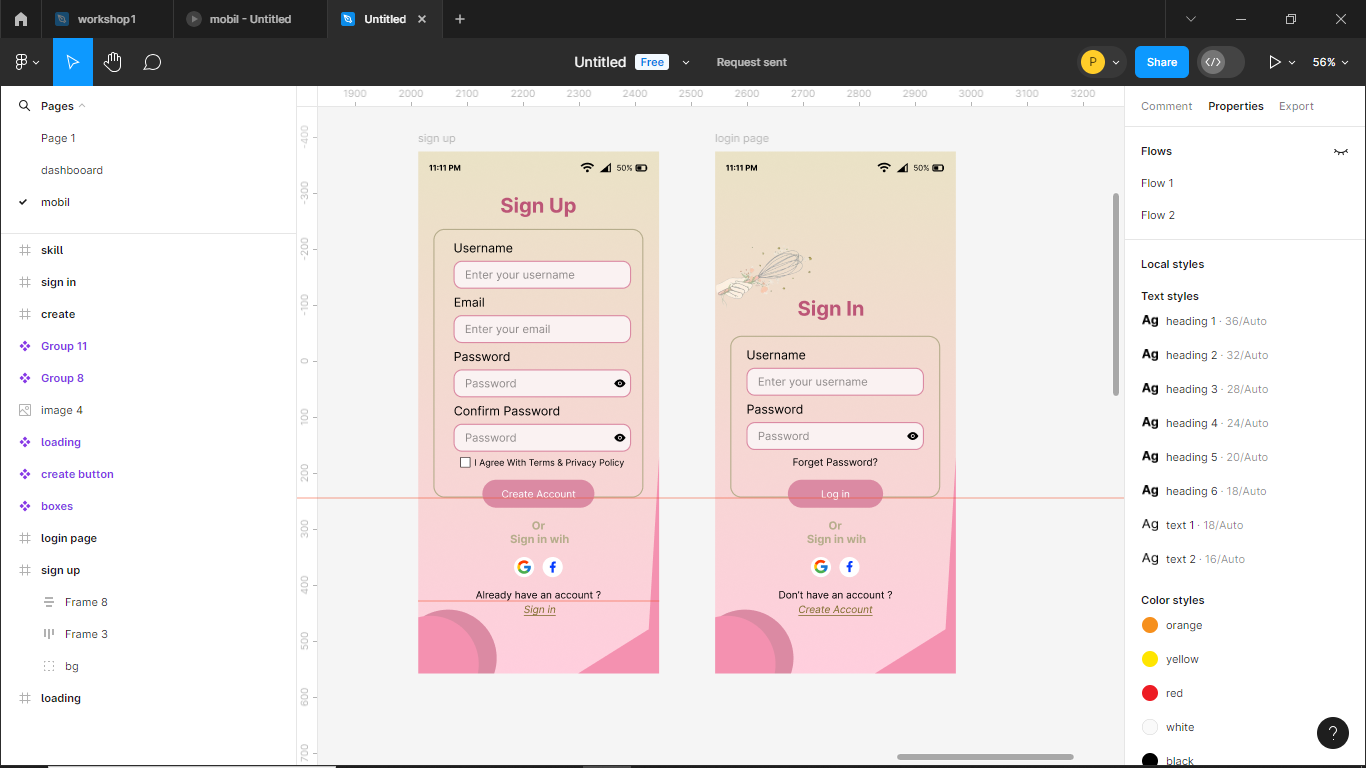 workshop1
mobil - Untitled
Untitled
Untitled
Free
Request sent
P
Share
56%
Pages
Page 1
dashbooard
mobil
skill
sign in
create
Group 11
Group 8
image 4
loading
create button
boxes
login page
sign up
Frame 8
Frame 3
bg
loading
1900 2000 2100 2200 2300 2400 2500 2600 2700 2800 2900 3000 3100 3200
-400
-300
-200
-100
0
100
200
300
400
500
600
700
sign up
11:11 PM
50%
Sign Up
Username
Enter your username
Email
Enter your email
Password
Password
Confirm Password
Password
I Agree With Terms & Privacy Policy
Create Account
Or
Sign in wih
Already have an account ?
Sign in
login page
11:11 PM
50%
Sign In
Username
Enter your username
Password
Password
Forget Password?
Log in
Or
Sign in wih
Don't have an account ?
Create Account
Comment
Properties
Export
Flows
Flow 1
Flow 2
Local styles
Text styles
Ag heading 1 · 36/Auto
Ag heading 2 · 32/Auto
Ag heading 3 · 28/Auto
Ag heading 4 · 24/Auto
Ag heading 5 · 20/Auto
Ag heading 6 · 18/Auto
Ag text 1 · 18/Auto
Ag text 2 · 16/Auto
Color styles
orange
yellow
red
white
black
?